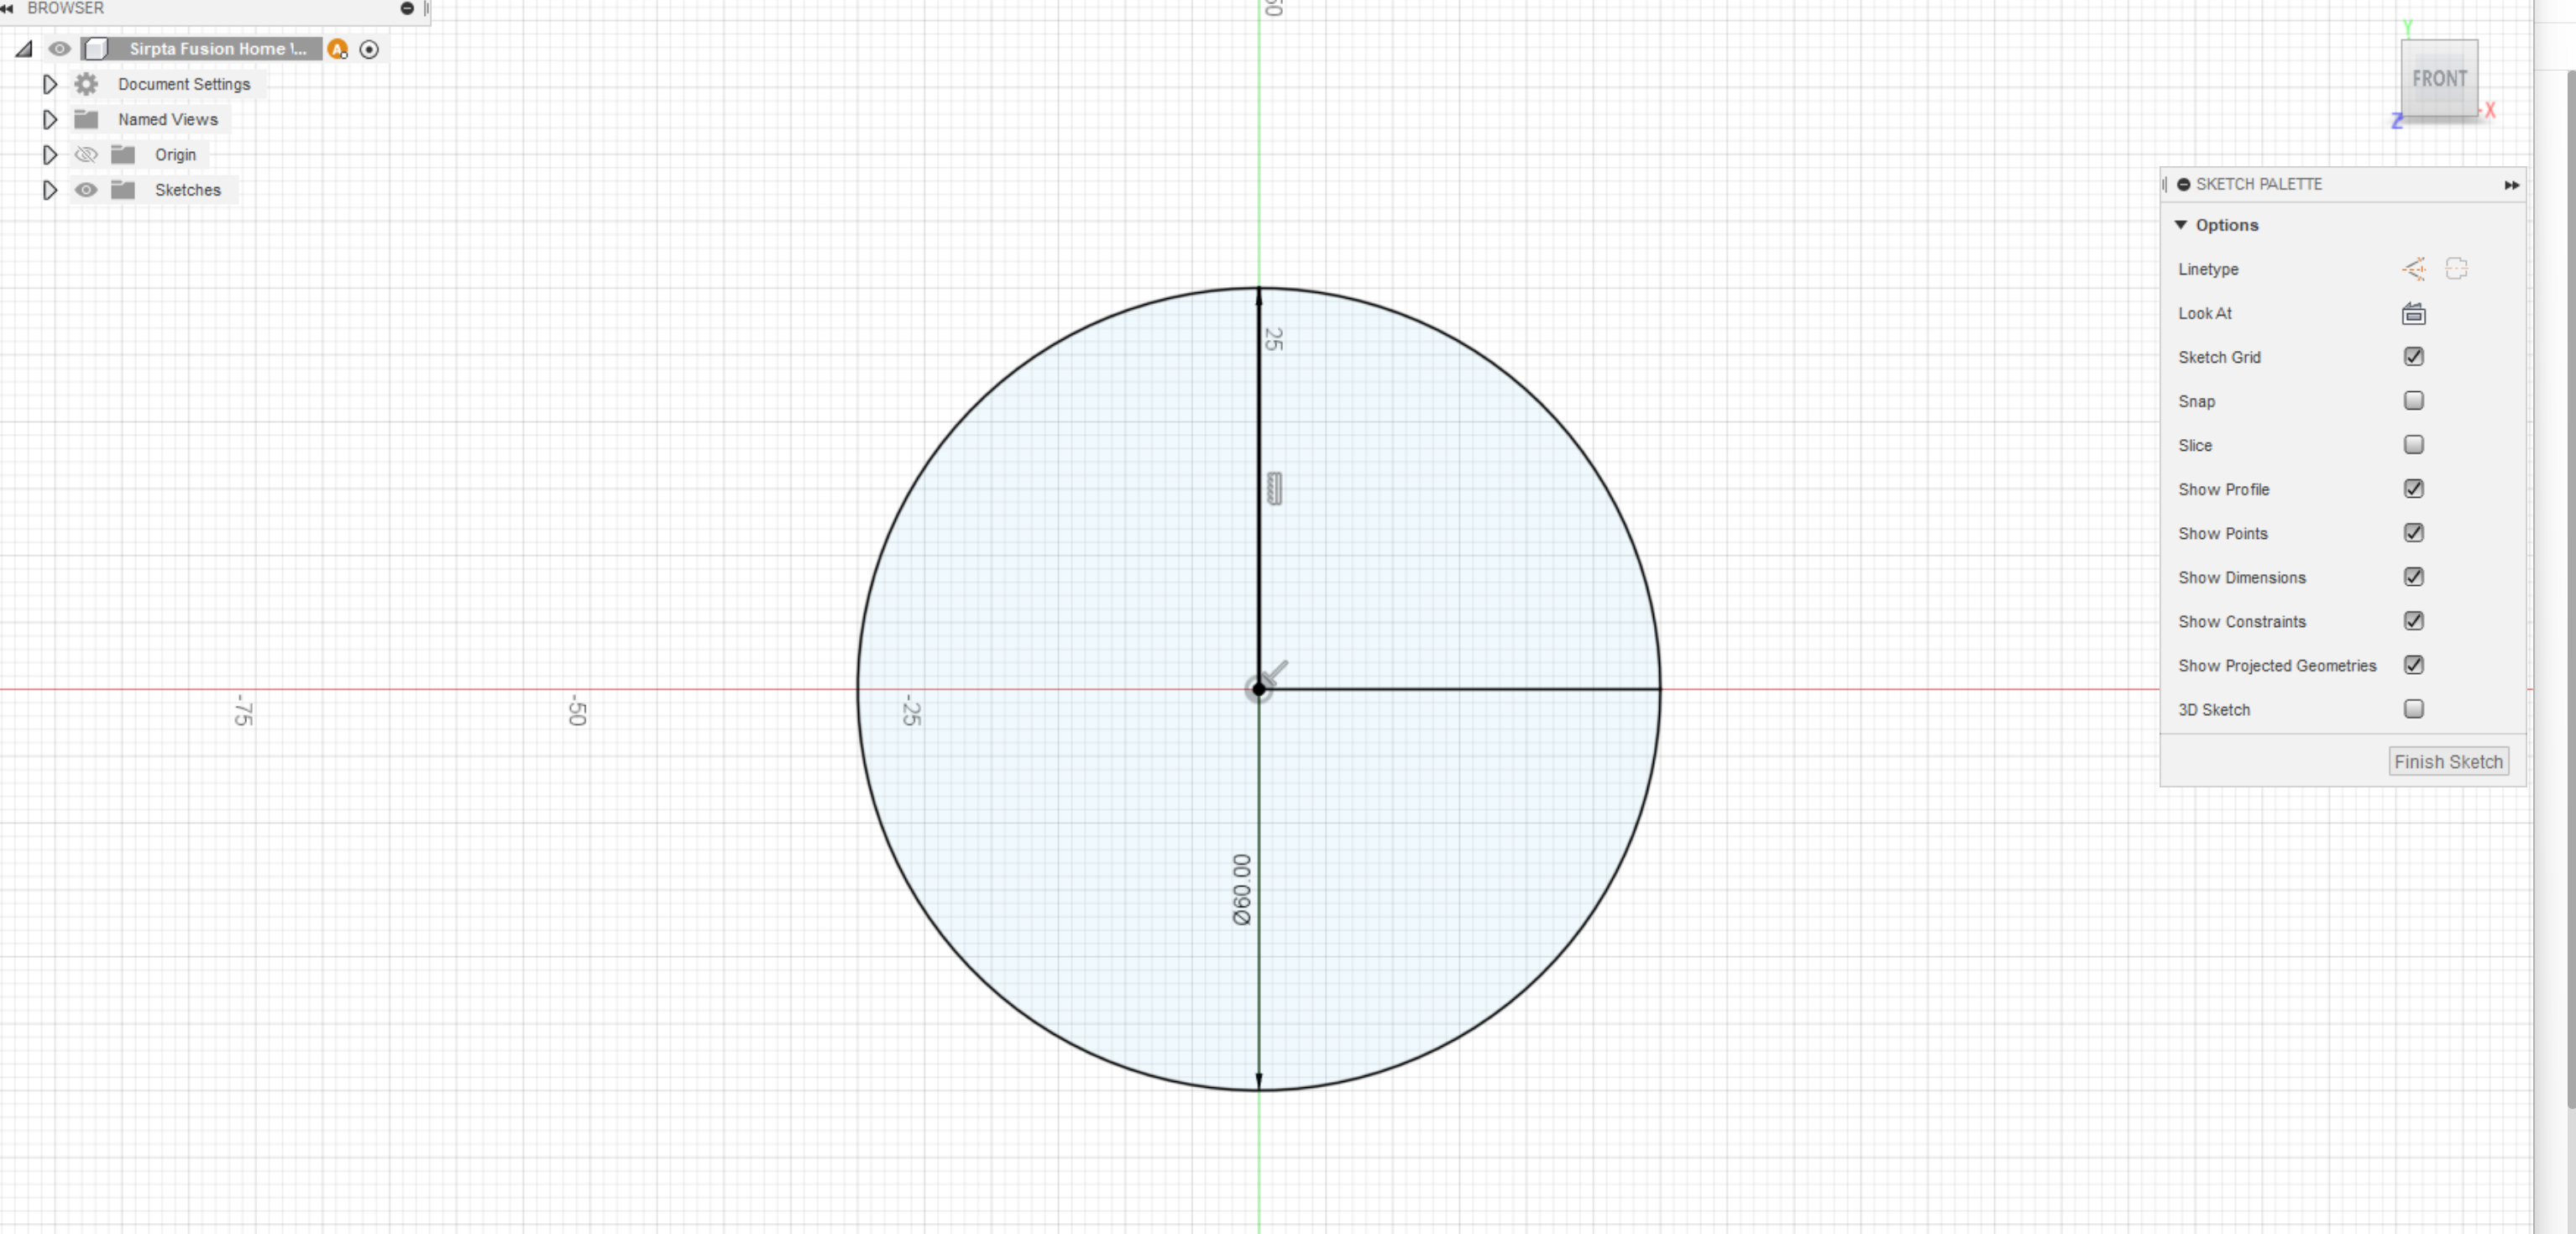 BROWSER
Sirpta Fusion Home \...
Document Settings
Named Views
Origin
Sketches
FRONT
Y
X
Z
SKETCH PALETTE
Options
Linetype
Look At
Sketch Grid
Snap
Slice
Show Profile
Show Points
Show Dimensions
Show Constraints
Show Projected Geometries
3D Sketch
Finish Sketch
25
-75
-50
-25
Ø60.00